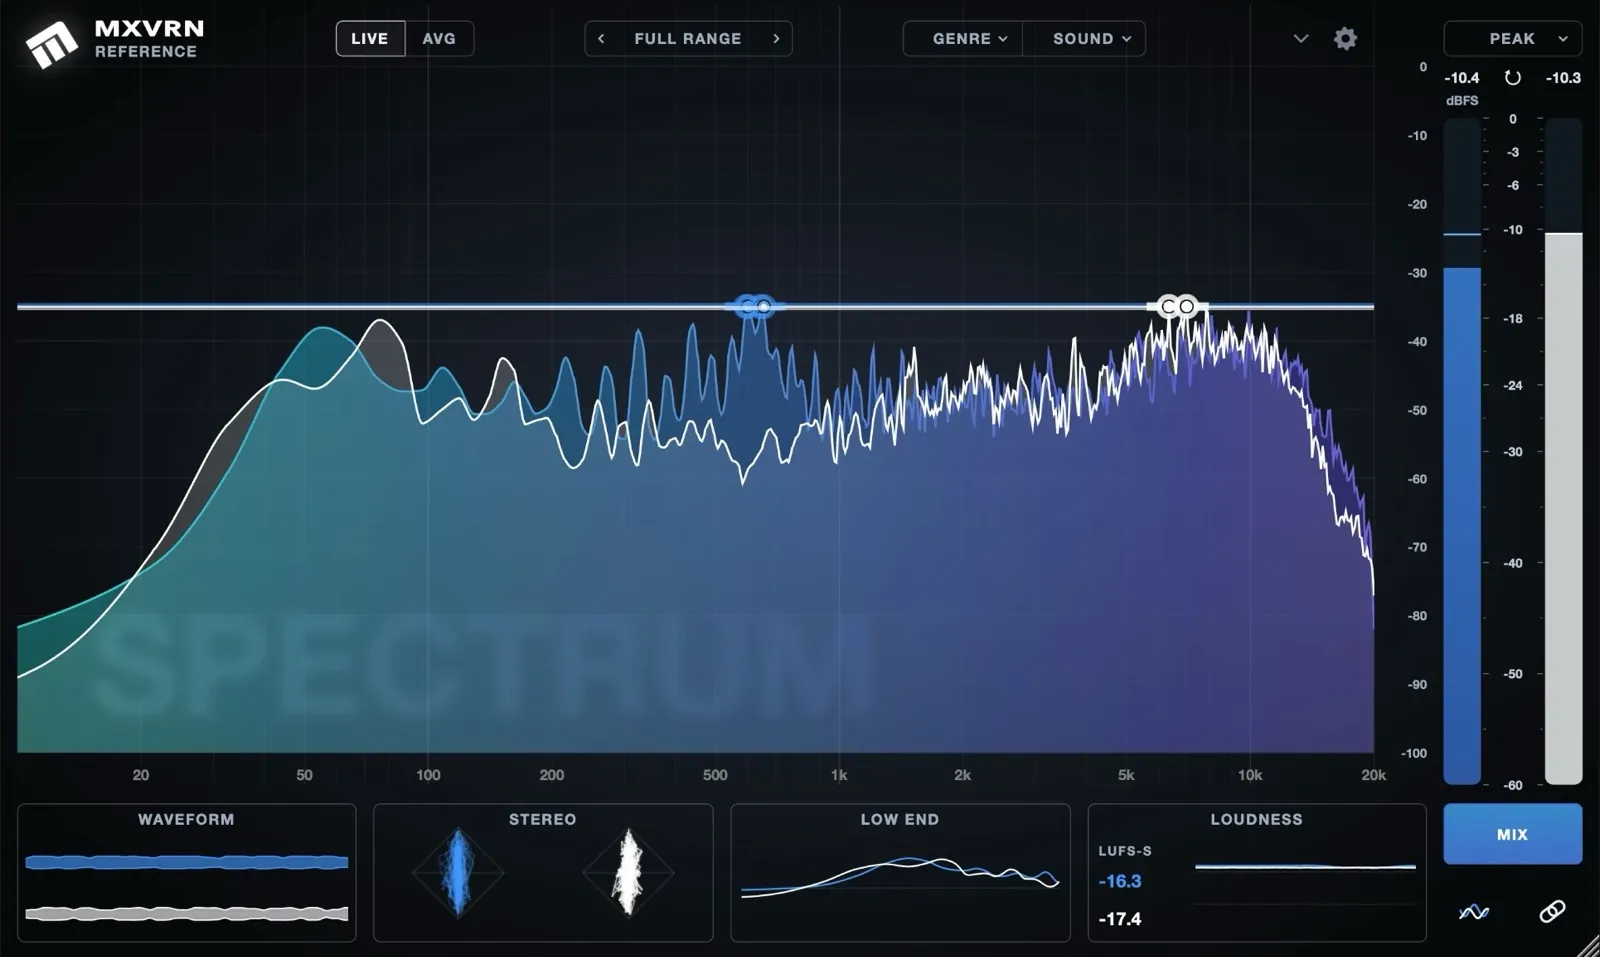 MXVRN
REFERENCE
LIVE AVG
FULL RANGE
GENRE SOUND
PEAK
-10.4 -10.3
dBFS
0
-10
-20
-30
-40
-50
-60
-70
-80
-90
-100
0
-3
-6
-10
-18
-24
-30
-40
-50
-60
SPECTRUM
20 50 100 200 500 1k 2k 5k 10k 20k
WAVEFORM
STEREO
LOW END
LOUDNESS
LUFS-S
-16.3
-17.4
MIX